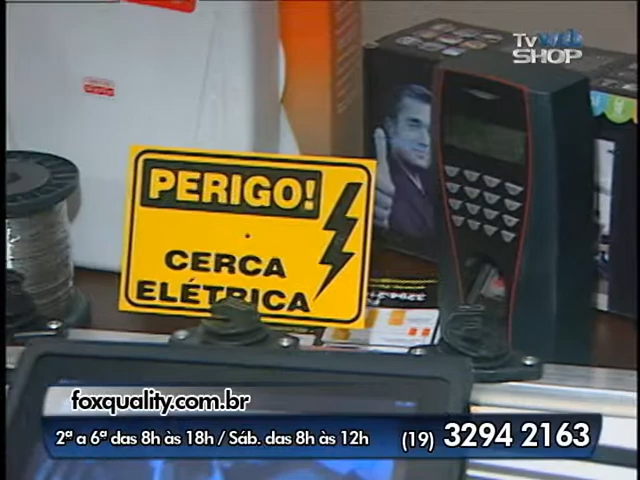 Tv WEB
SHOP
PERIGO!
CERCA
ELÉTRICA
foxquality.com.br
2ª a 6ª das 8h às 18h / Sáb. das 8h às 12h
(19) 3294 2163